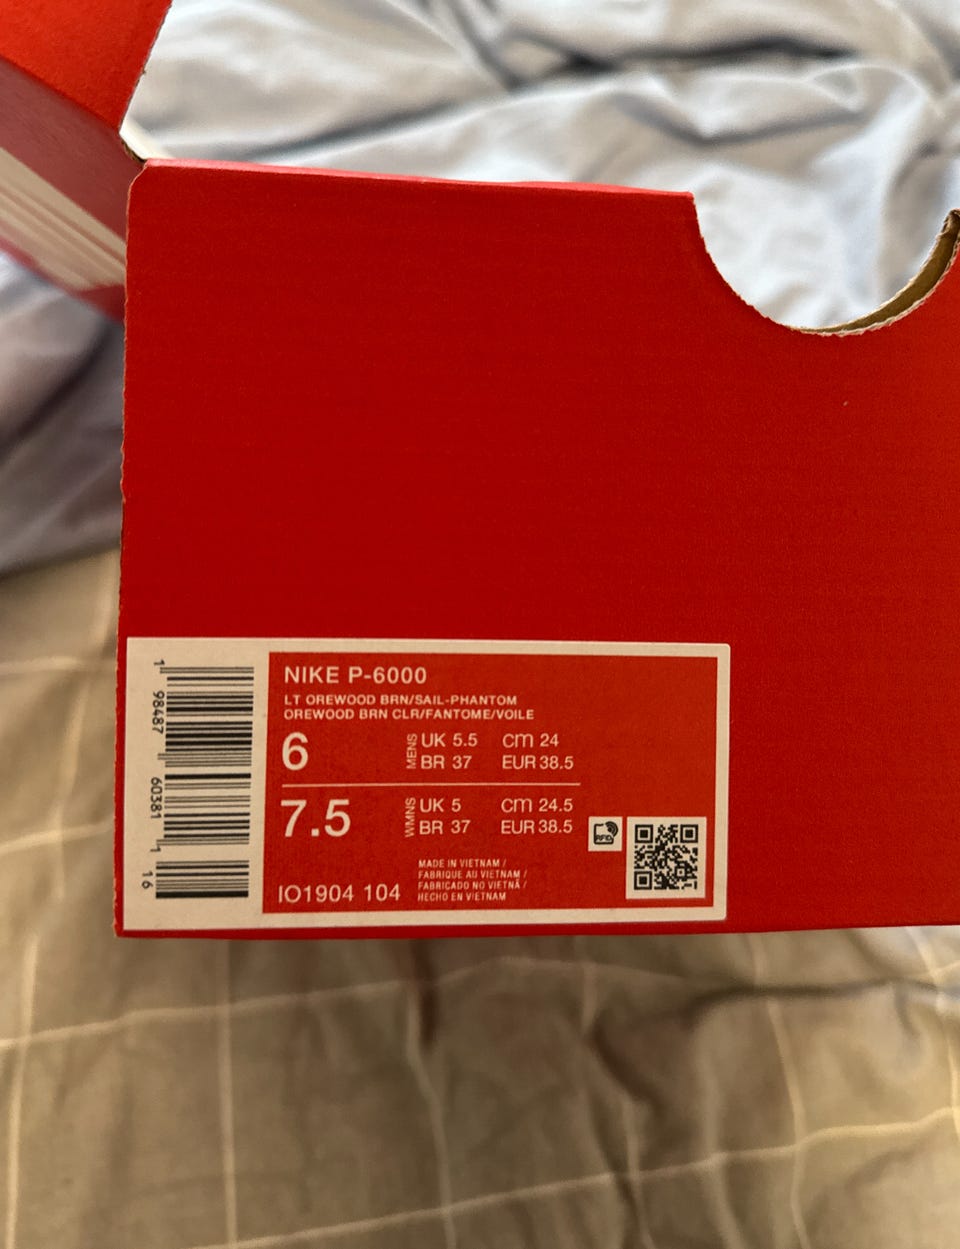 NIKE P-6000
LT OREWOOD BRN/SAIL-PHANTOM
OREWOOD BRN CLR/FANTOME/VOILE
6 MENS UK 5.5 CM 24
BR 37 EUR 38.5
7.5 WMNS UK 5 CM 24.5
BR 37 EUR 38.5
RFID
MADE IN VIETNAM /
FABRIQUE AU VIETNAM /
FABRICADO NO VIETNÃ /
HECHO EN VIETNAM
IO1904 104
1 98487 60381 1 16